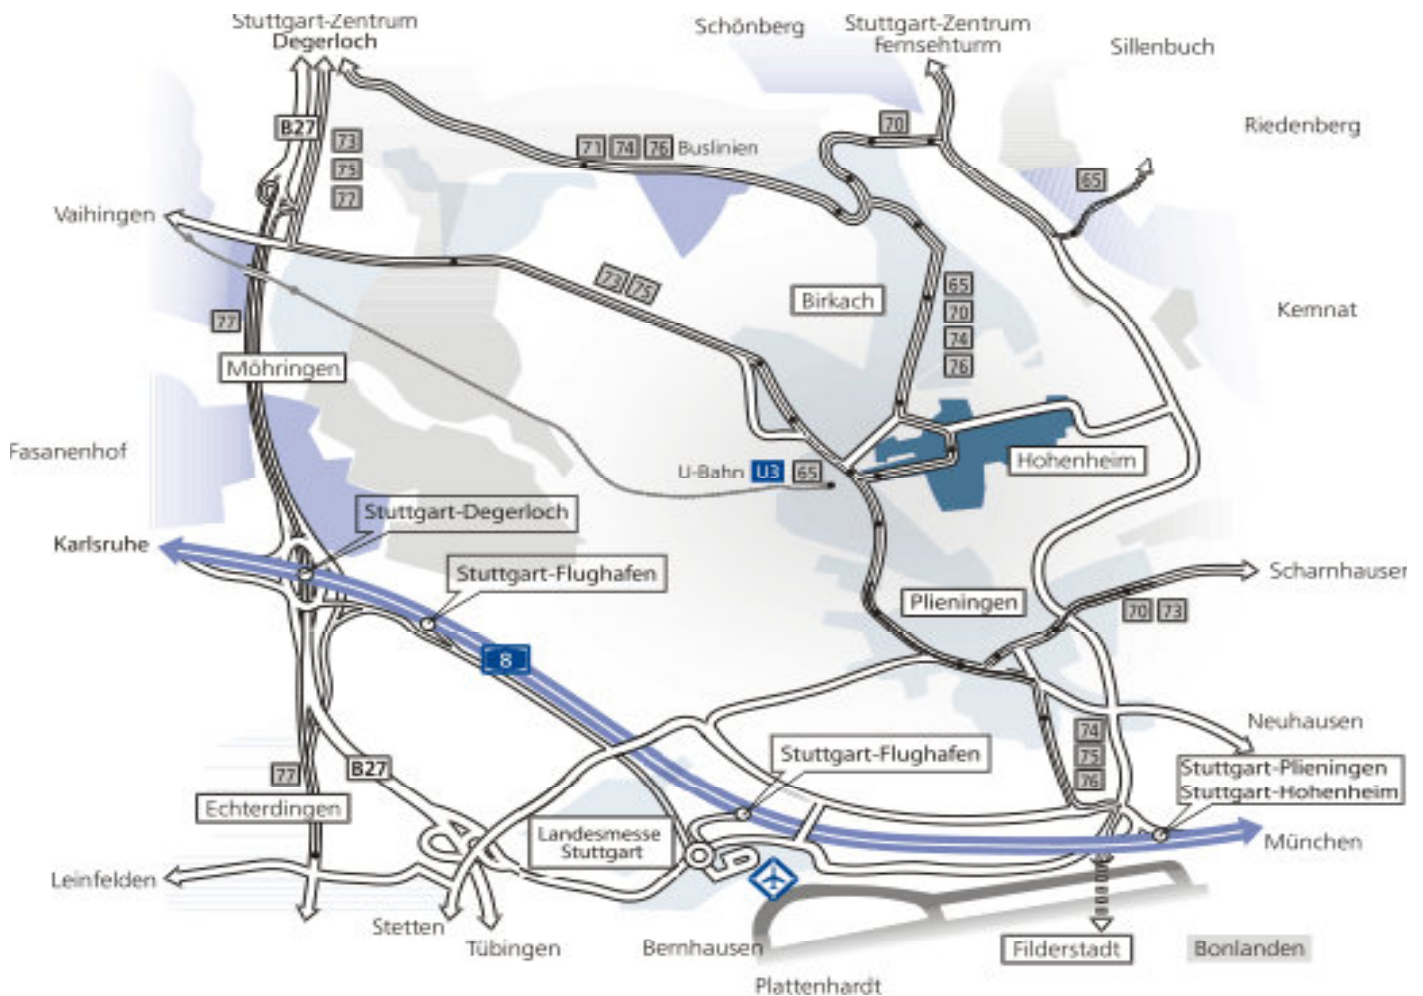 Stuttgart-Zentrum
Degerloch
Schönberg
Stuttgart-Zentrum
Fernsehturm
Sillenbuch
Riedenberg
B27
73
75
77
71 74 76 Buslinien
70
65
Vaihingen
73 75
Birkach
65
70
74
76
Kemnat
77
Möhringen
Fasanenhof
U-Bahn U3 65
Hohenheim
Stuttgart-Degerloch
Karlsruhe
Stuttgart-Flughafen
Scharnhauser
Plieningen
70 73
8
Neuhausen
74
75
76
Stuttgart-Flughafen
Stuttgart-Plieningen
Stuttgart-Hohenheim
77
B27
Echterdingen
Landesmesse
Stuttgart
München
Leinfelden
Stetten
Tübingen
Bernhausen
Filderstadt
Bonlanden
Plattenhardt